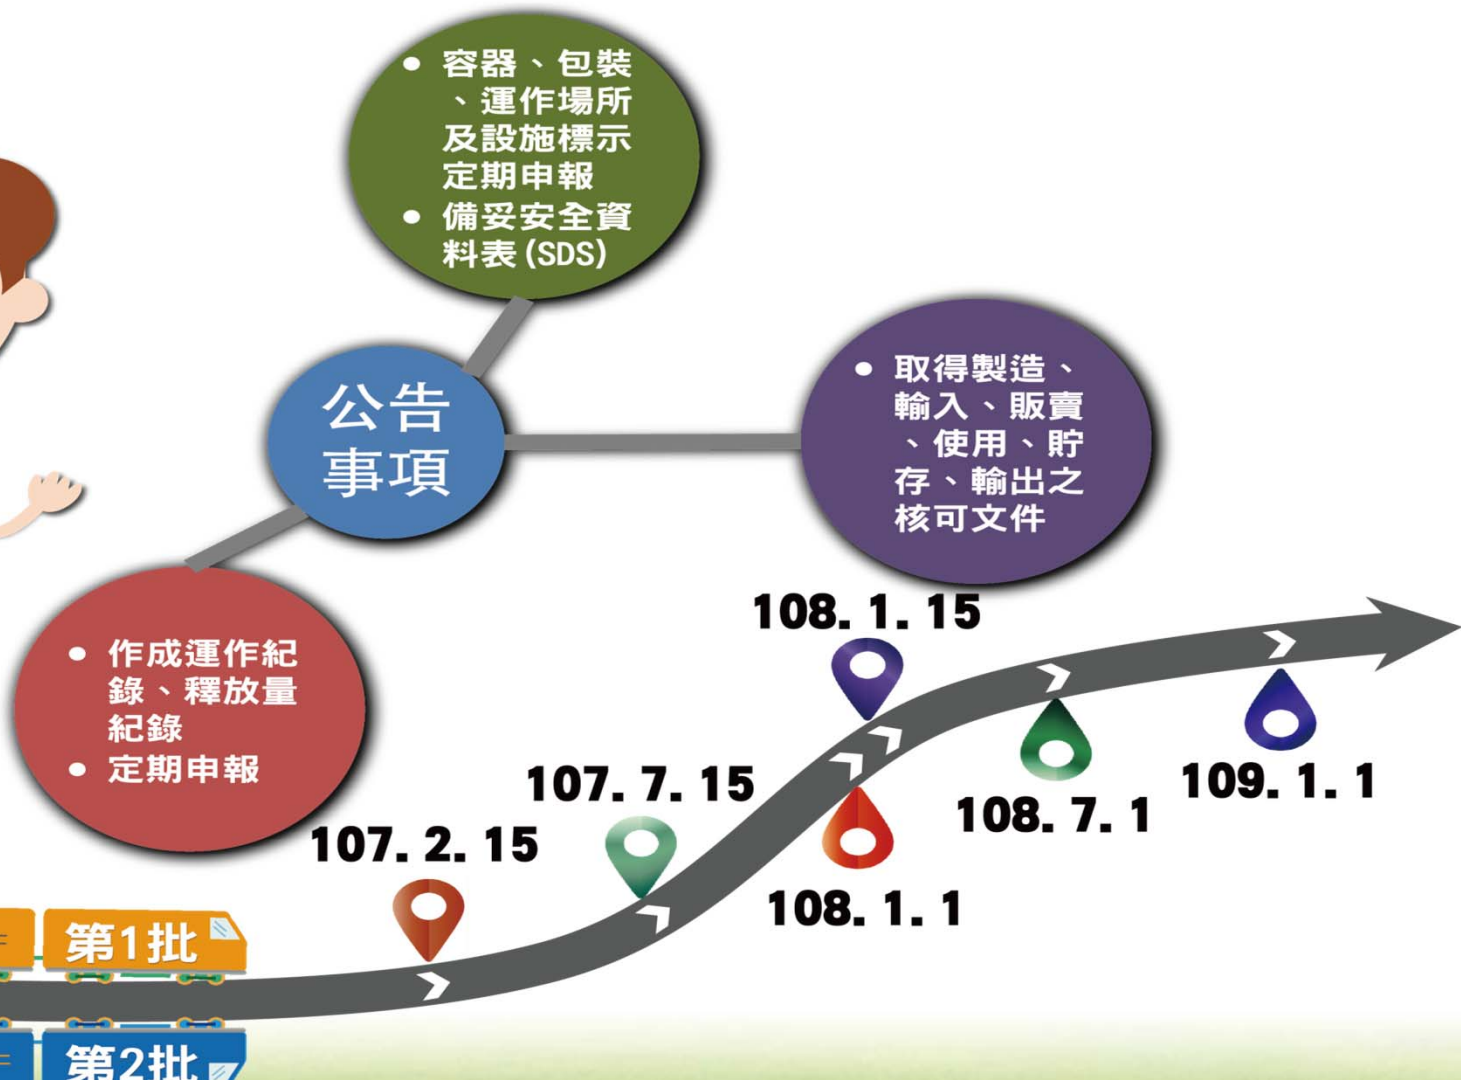 • 容器、包裝
、運作場所
及設施標示
定期申報
• 備妥安全資
料表(SDS)
公告
事項
• 取得製造、
輸入、販賣
、使用、貯
存、輸出之
核可文件
• 作成運作紀
錄、釋放量
紀錄
• 定期申報
108. 1. 15
107. 7. 15
107. 2. 15
108. 1. 1
108. 7. 1
109. 1. 1
第1批
第2批